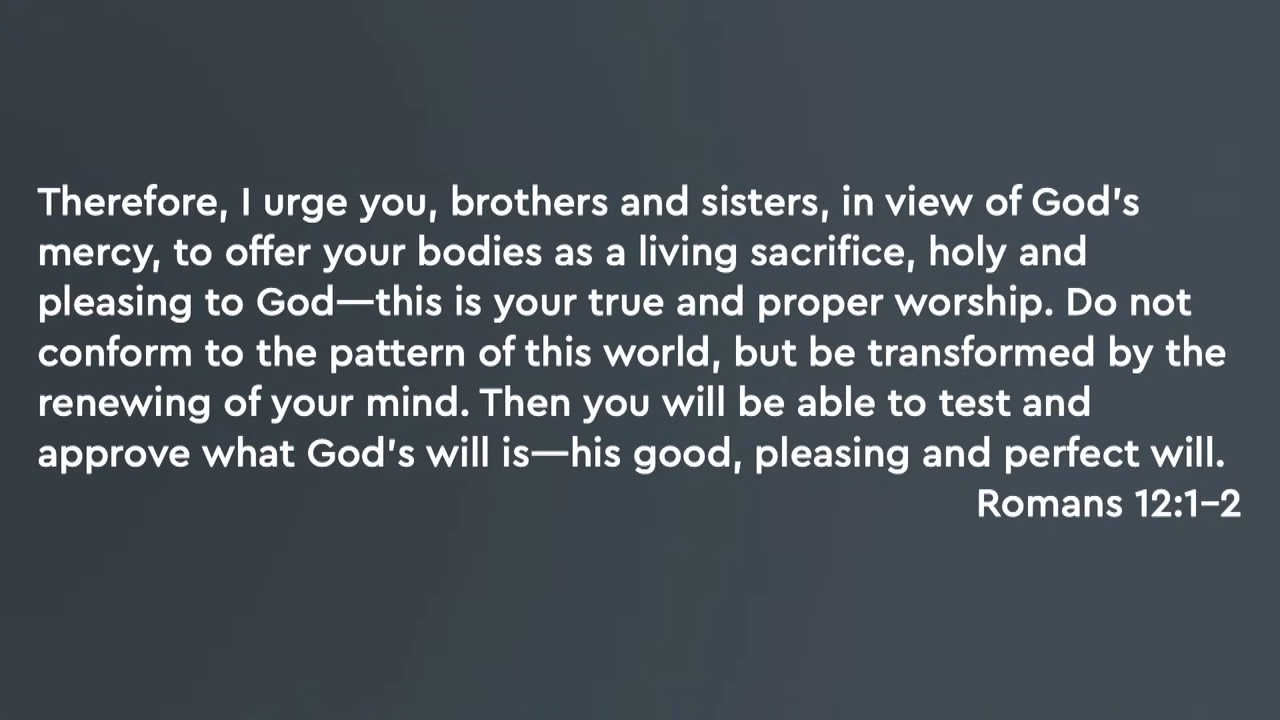 Therefore, I urge you, brothers and sisters, in view of God's
mercy, to offer your bodies as a living sacrifice, holy and
pleasing to God—this is your true and proper worship. Do not
conform to the pattern of this world, but be transformed by the
renewing of your mind. Then you will be able to test and
approve what God's will is—his good, pleasing and perfect will.
Romans 12:1–2